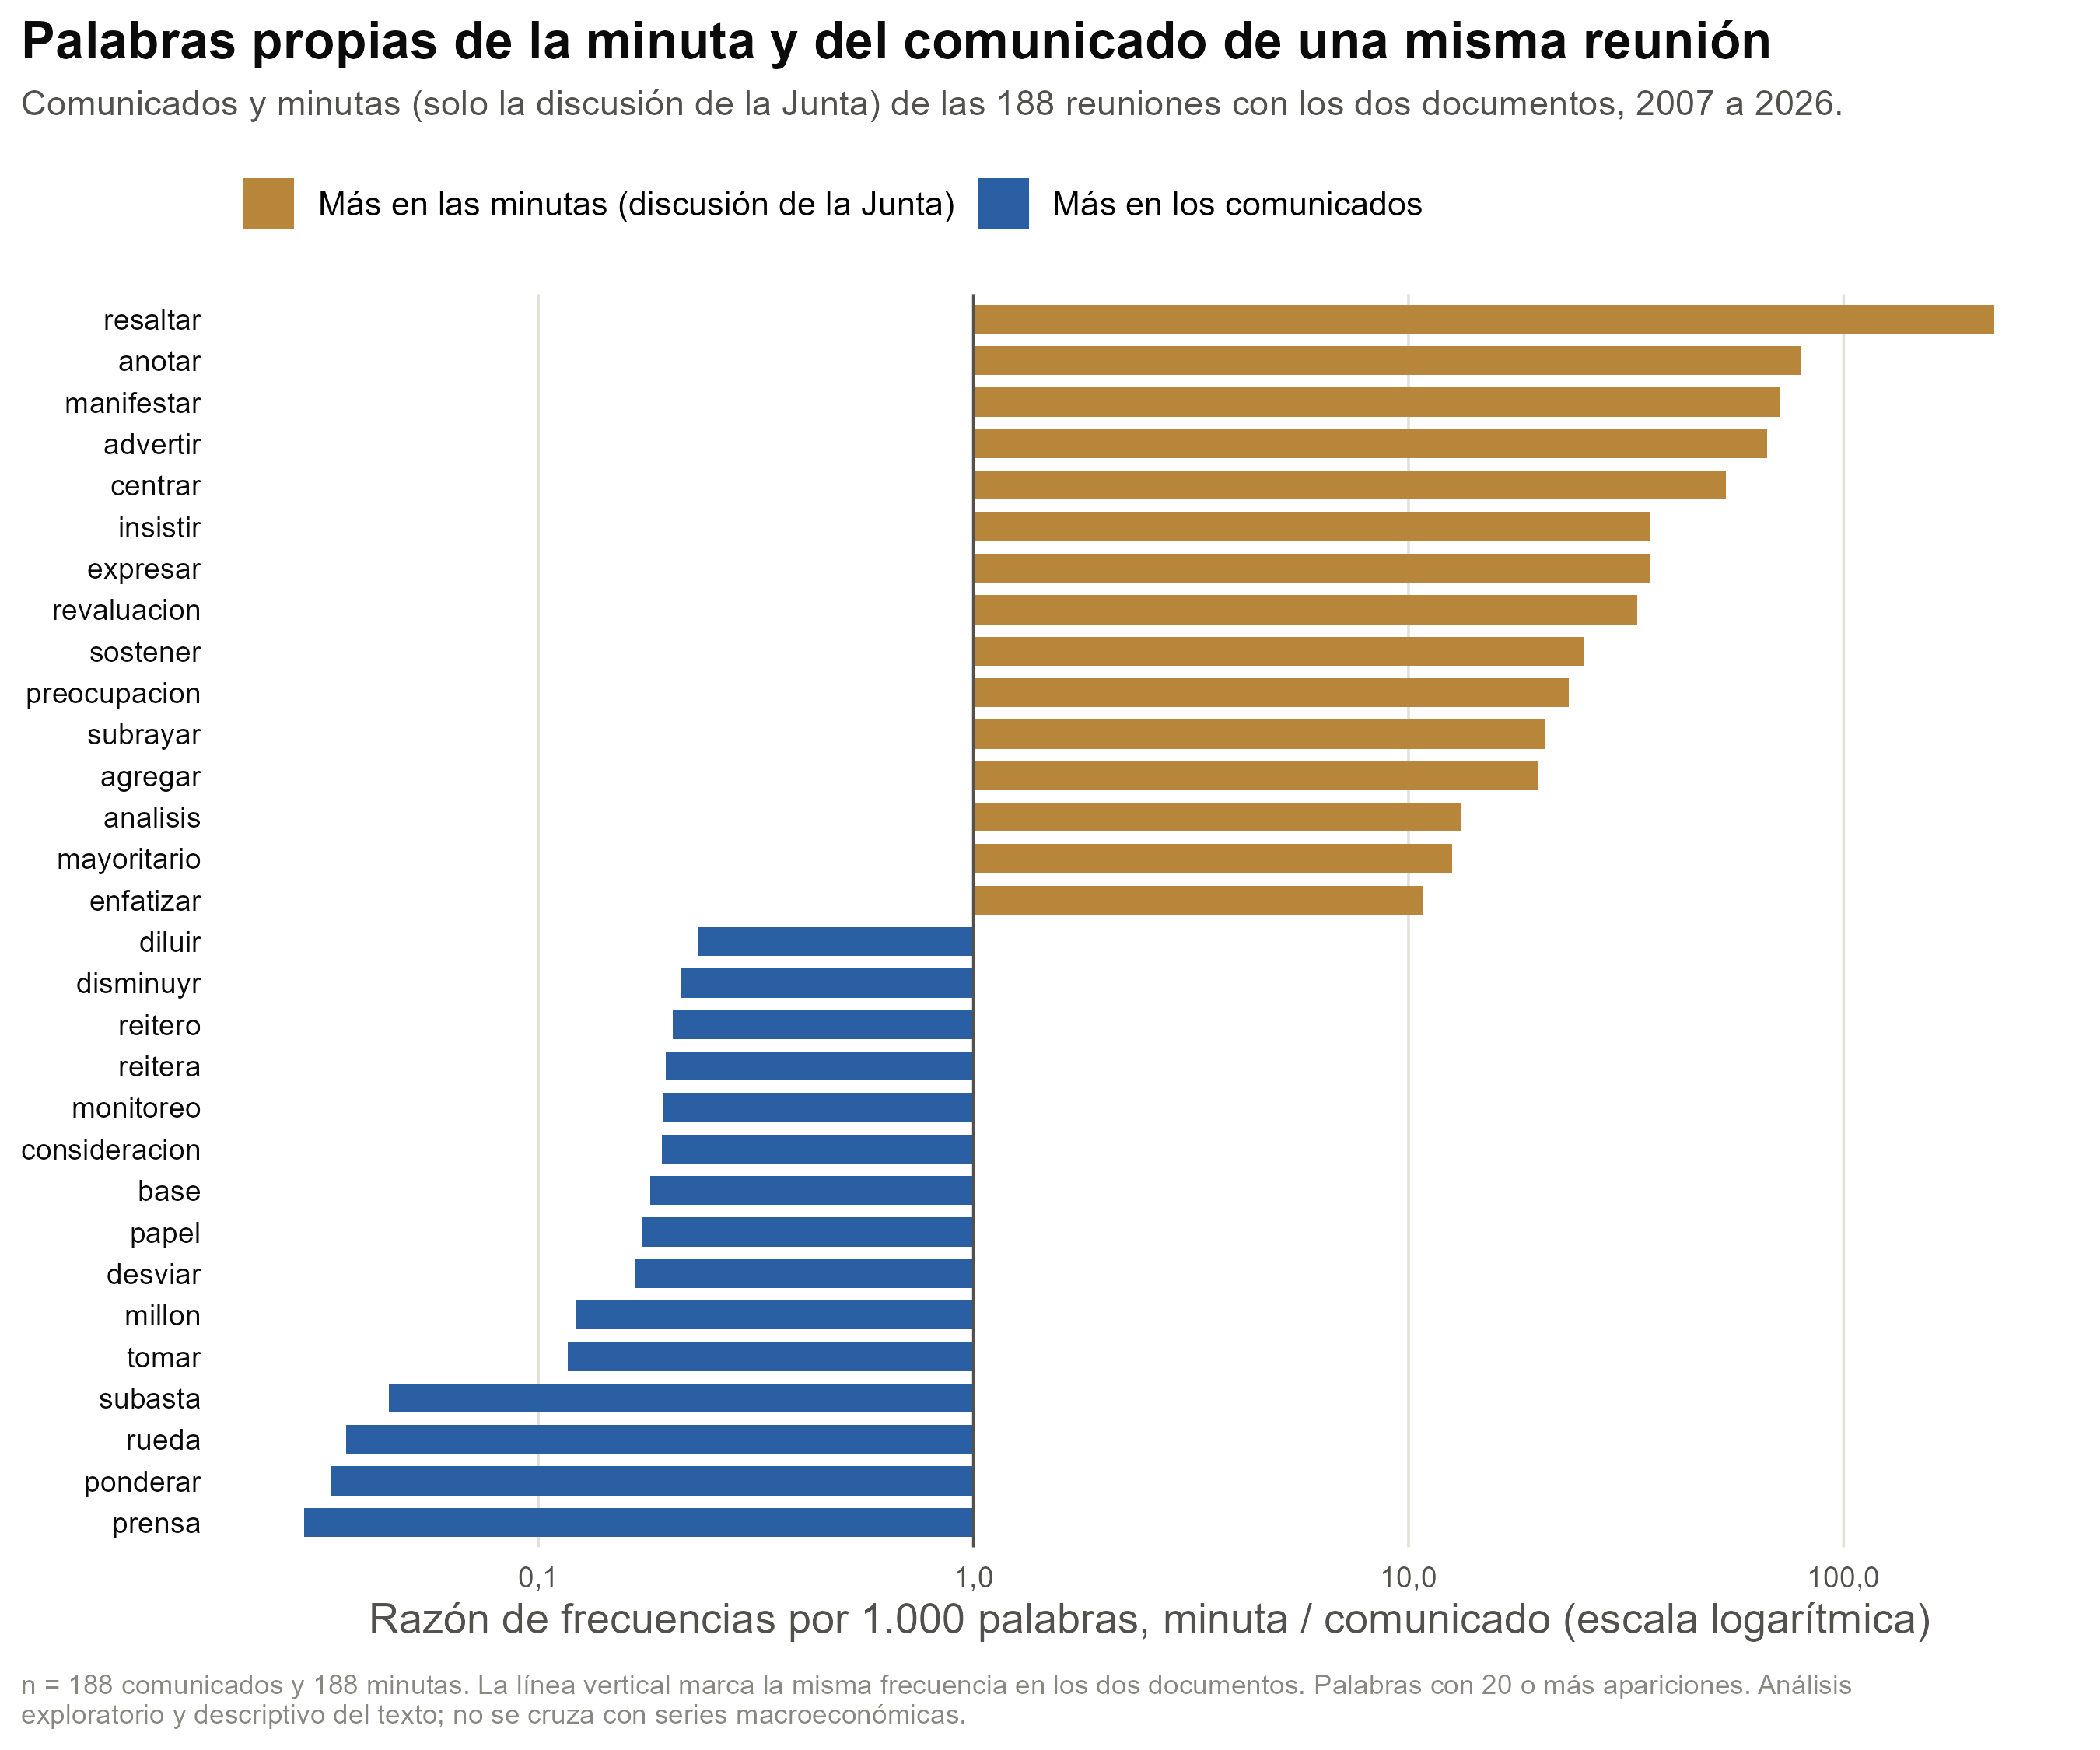 Palabras propias de la minuta y del comunicado de una misma reunión
Comunicados y minutas (solo la discusión de la Junta) de las 188 reuniones con los dos documentos, 2007 a 2026.
Más en las minutas (discusión de la Junta) Más en los comunicados
resaltar
anotar
manifestar
advertir
centrar
insistir
expresar
revaluacion
sostener
preocupacion
subrayar
agregar
analisis
mayoritario
enfatizar
diluir
disminuyr
reitero
reitera
monitoreo
consideracion
base
papel
desviar
millon
tomar
subasta
rueda
ponderar
prensa
0,1 1,0 10,0 100,0
Razón de frecuencias por 1.000 palabras, minuta / comunicado (escala logarítmica)
n = 188 comunicados y 188 minutas. La línea vertical marca la misma frecuencia en los dos documentos. Palabras con 20 o más apariciones. Análisis
exploratorio y descriptivo del texto; no se cruza con series macroeconómicas.